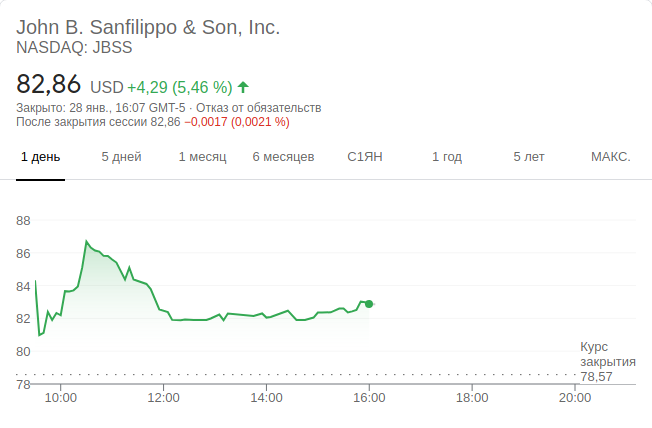 John B. Sanfilippo & Son, Inc.
NASDAQ: JBSS
82,86 USD +4,29 (5,46 %)
Закрыто: 28 янв., 16:07 GMT-5 · Отказ от обязательств
После закрытия сессии 82,86 −0,0017 (0,0021 %)
1 день 5 дней 1 месяц 6 месяцев С1ЯН 1 год 5 лет МАКС.
88
86
84
82
80
78
Курс
закрытия
78,57
10:00 12:00 14:00 16:00 18:00 20:00